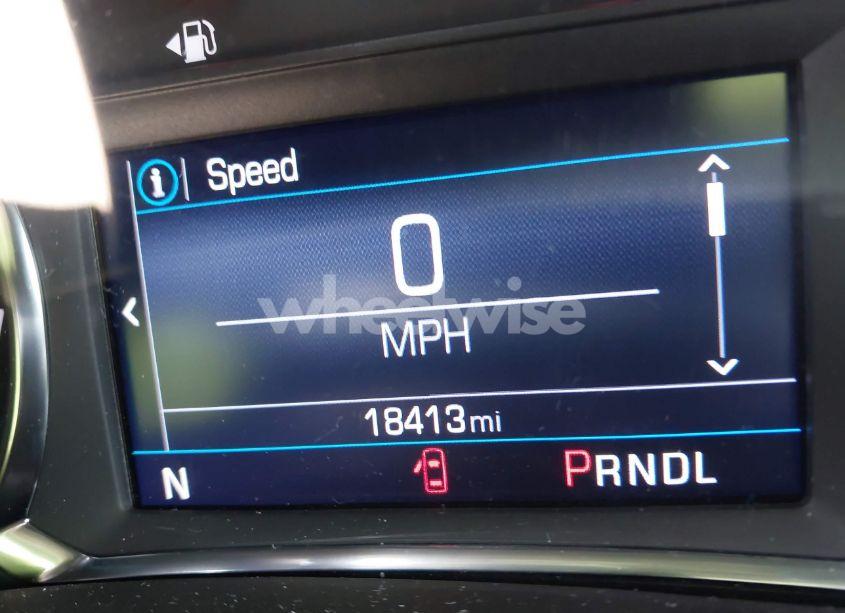 Speed
0
MPH
wheelwise
18413mi
N
PRNDL